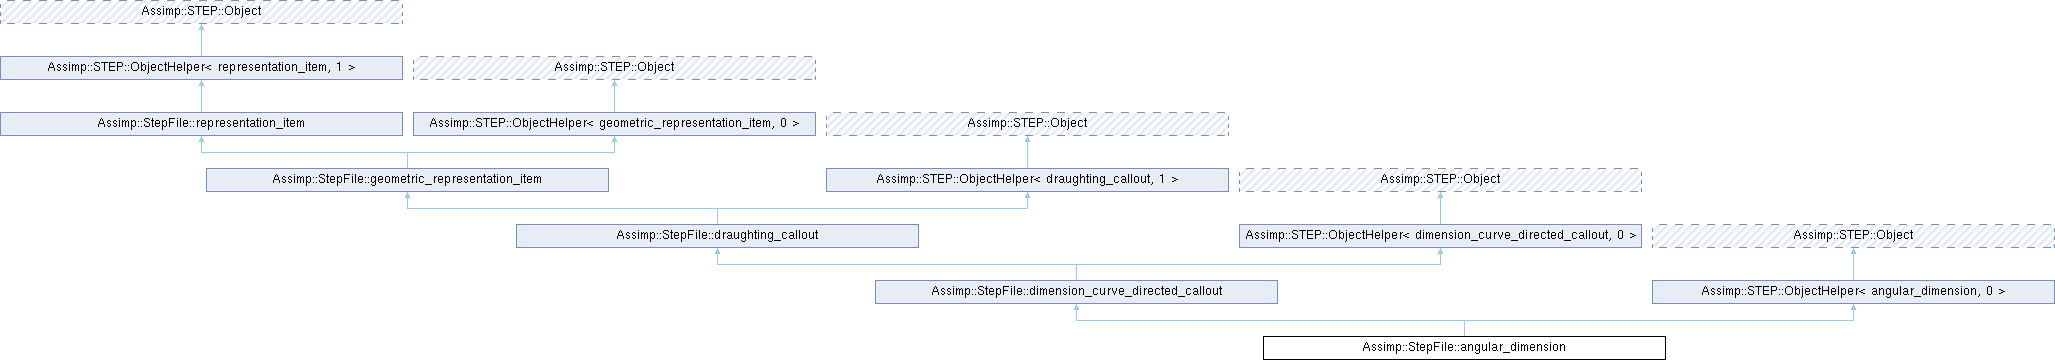 Assimp::STEP::Object
Assimp::STEP::ObjectHelper< representation_item, 1 >
Assimp::STEP::Object
Assimp::StepFile::representation_item
Assimp::STEP::ObjectHelper< geometric_representation_item, 0 >
Assimp::STEP::Object
Assimp::StepFile::geometric_representation_item
Assimp::STEP::ObjectHelper< draughting_callout, 1 >
Assimp::STEP::Object
Assimp::StepFile::draughting_callout
Assimp::STEP::ObjectHelper< dimension_curve_directed_callout, 0 >
Assimp::STEP::Object
Assimp::StepFile::dimension_curve_directed_callout
Assimp::STEP::ObjectHelper< angular_dimension, 0 >
Assimp::StepFile::angular_dimension